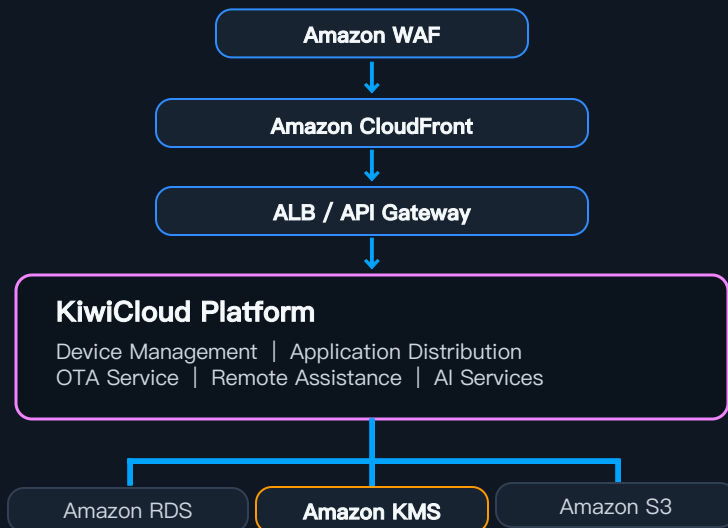 Amazon WAF
Amazon CloudFront
ALB / API Gateway
KiwiCloud Platform
Device Management | Application Distribution
OTA Service | Remote Assistance | AI Services
Amazon RDS
Amazon KMS
Amazon S3